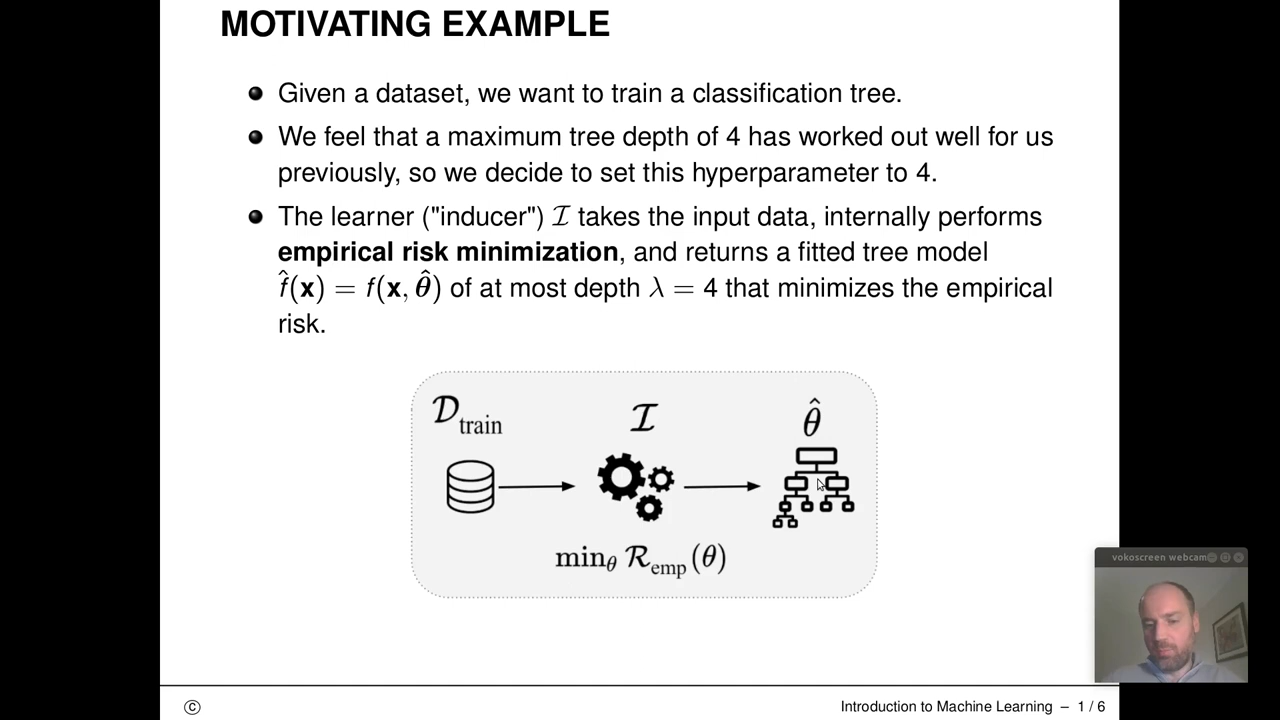 MOTIVATING EXAMPLE
Given a dataset, we want to train a classification tree.
We feel that a maximum tree depth of 4 has worked out well for us
previously, so we decide to set this hyperparameter to 4.
The learner ("inducer") ℐ takes the input data, internally performs
empirical risk minimization, and returns a fitted tree model
f̂(x) = f(x, θ̂) of at most depth λ = 4 that minimizes the empirical
risk.
𝒟train ℐ θ̂
minθ ℛemp(θ)
vokoscreen webcam
© Introduction to Machine Learning – 1 / 6